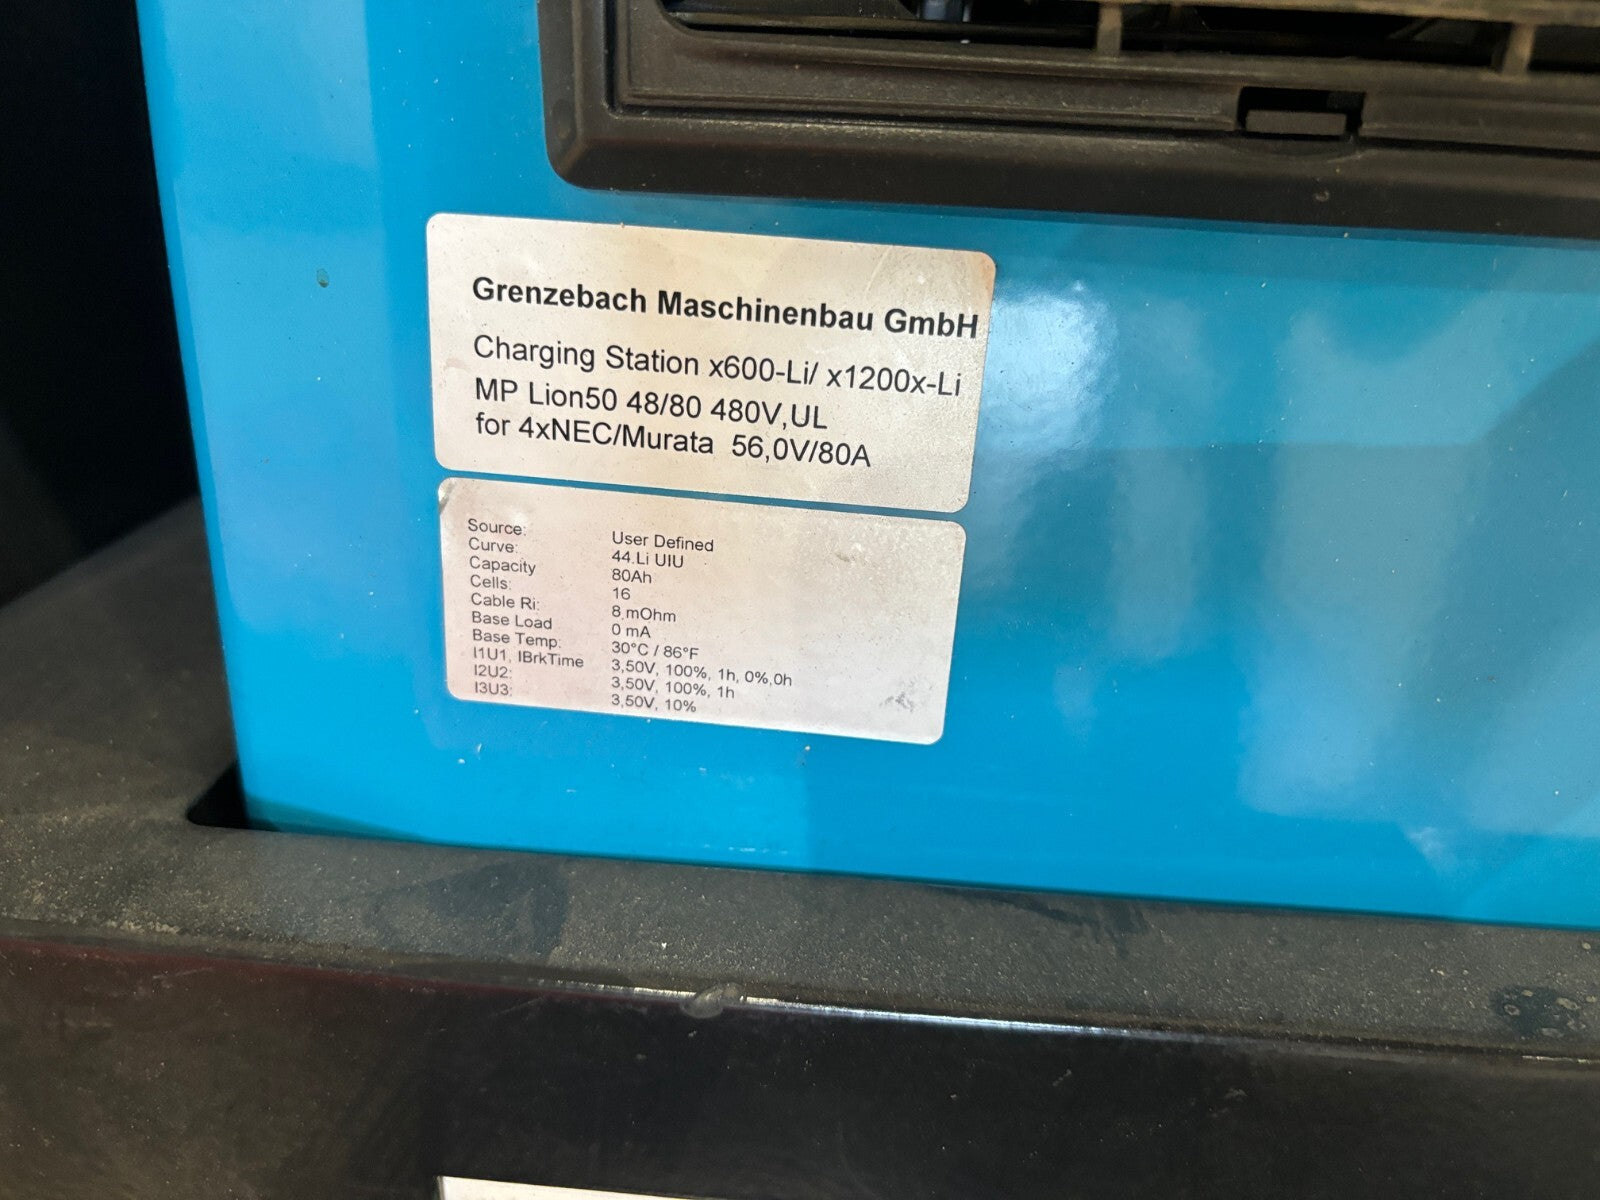 Grenzebach Maschinenbau GmbH
Charging Station x600-Li/ x1200x-Li
MP Lion50 48/80 480V,UL
for 4xNEC/Murata 56,0V/80A
Source: User Defined
Curve: 44.Li UIU
Capacity 80Ah
Cells: 16
Cable Ri: 8 mOhm
Base Load 0 mA
Base Temp: 30°C / 86°F
I1U1, IBrkTime 3,50V, 100%, 1h, 0%,0h
I2U2: 3,50V, 100%, 1h
I3U3: 3,50V, 10%